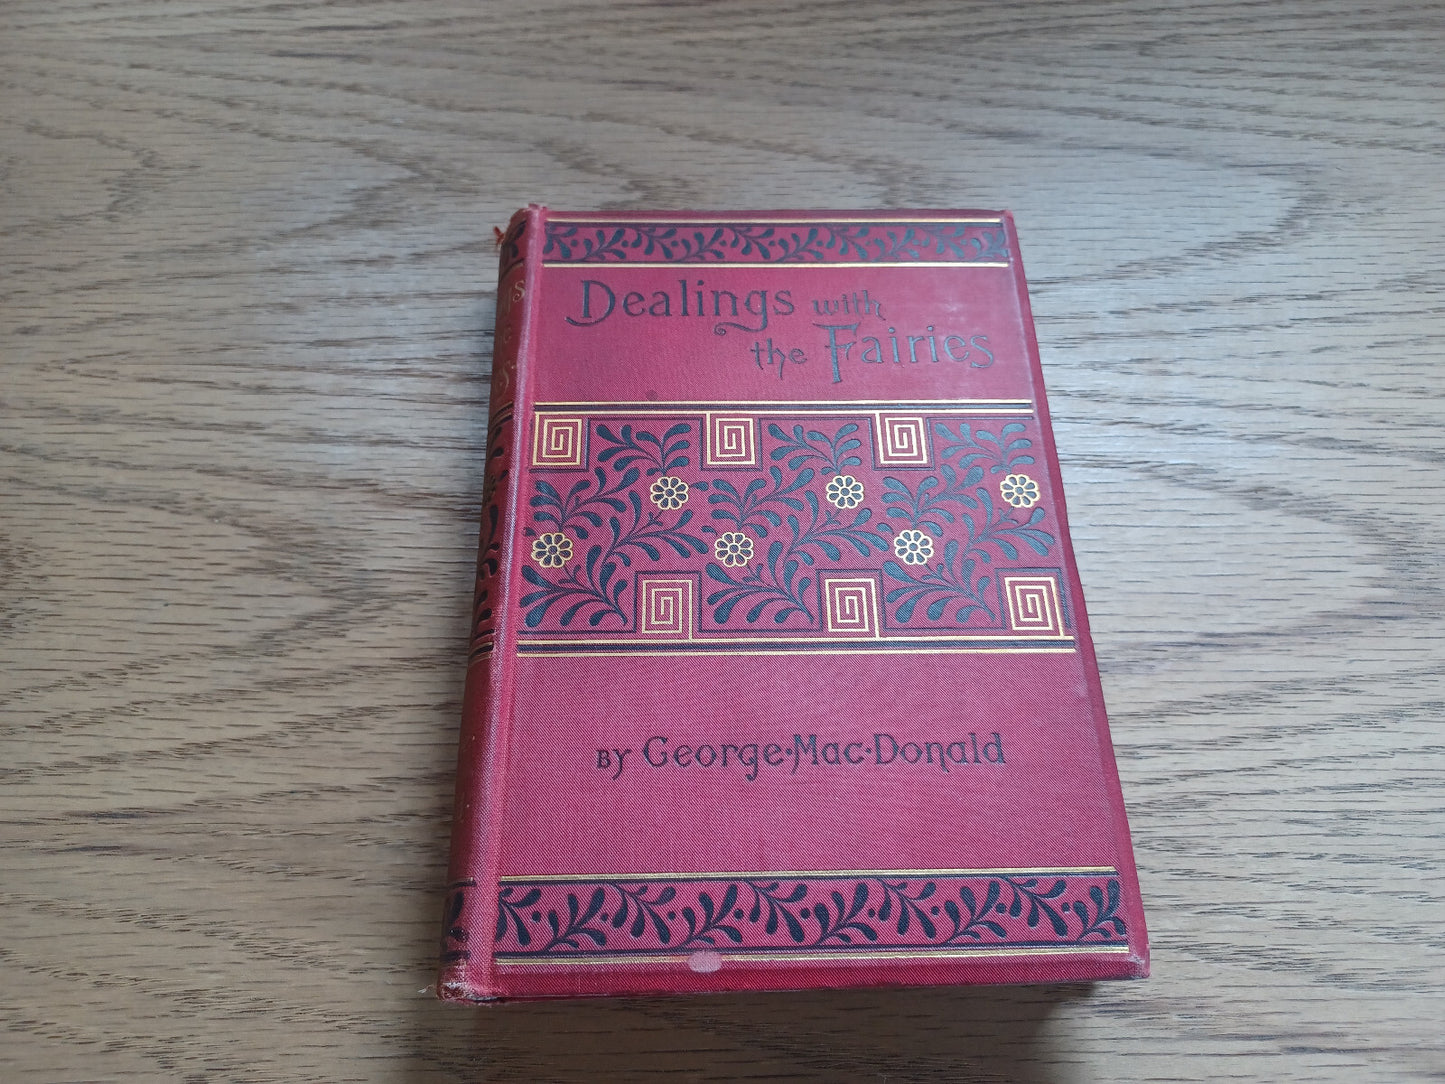 Dealings with
the Fairies
BY George·Mac·Donald